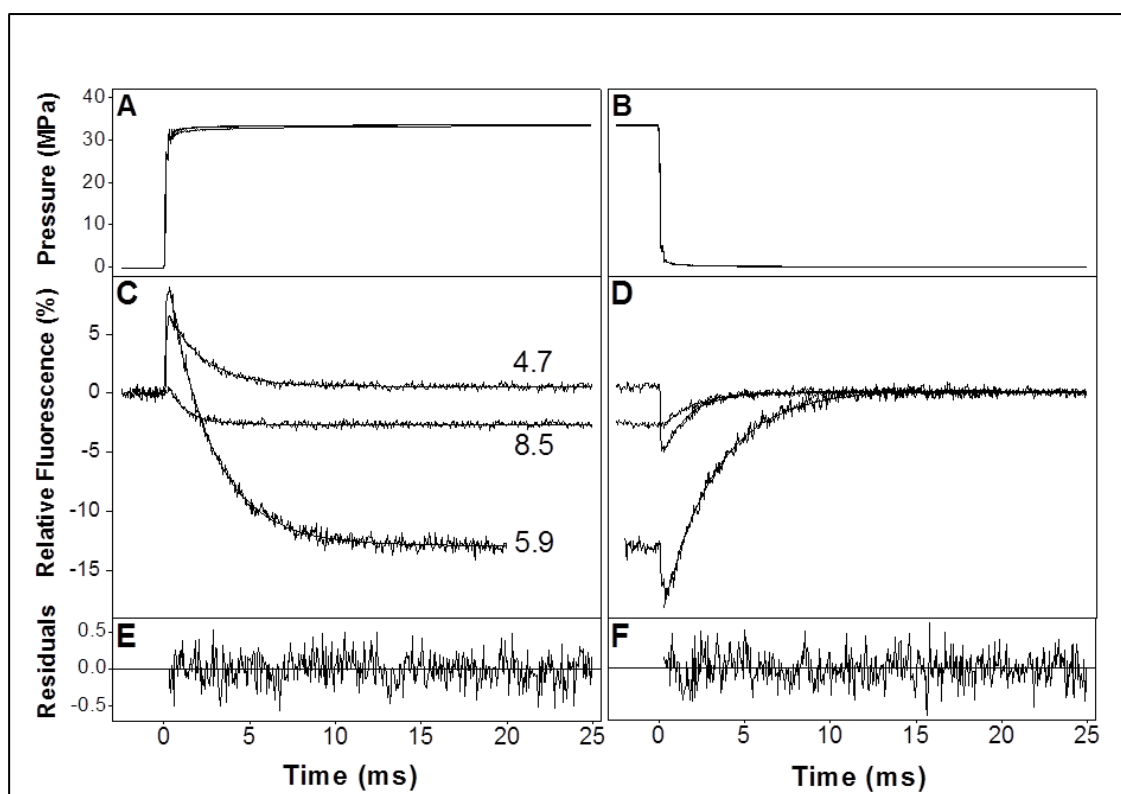 A
B
Pressure (MPa)
40
30
20
10
0
C
D
Relative Fluorescence (%)
5
0
-5
-10
-15
4.7
8.5
5.9
E
F
Residuals
0.5
0.0
-0.5
0 5 10 15 20 25
0 5 10 15 20 25
Time (ms)
Time (ms)